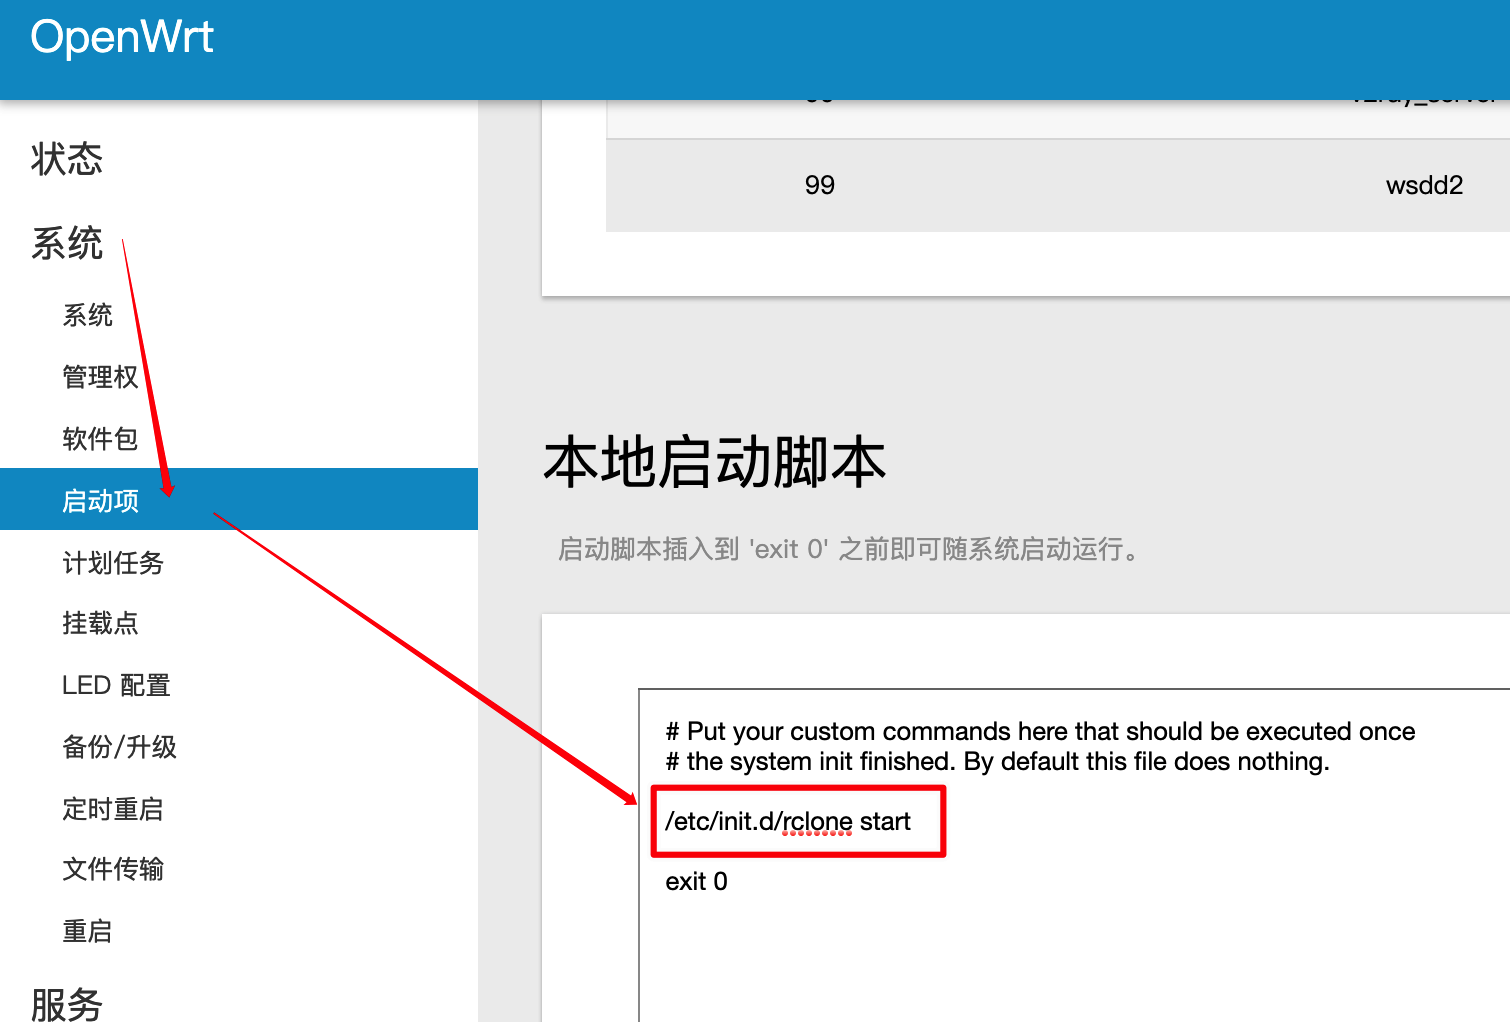 OpenWrt
状态
系统
系统
管理权
软件包
启动项
计划任务
挂载点
LED 配置
备份/升级
定时重启
文件传输
重启
服务
99
wsdd2
本地启动脚本
启动脚本插入到 'exit 0' 之前即可随系统启动运行。
# Put your custom commands here that should be executed once
# the system init finished. By default this file does nothing.
/etc/init.d/rclone start
exit 0